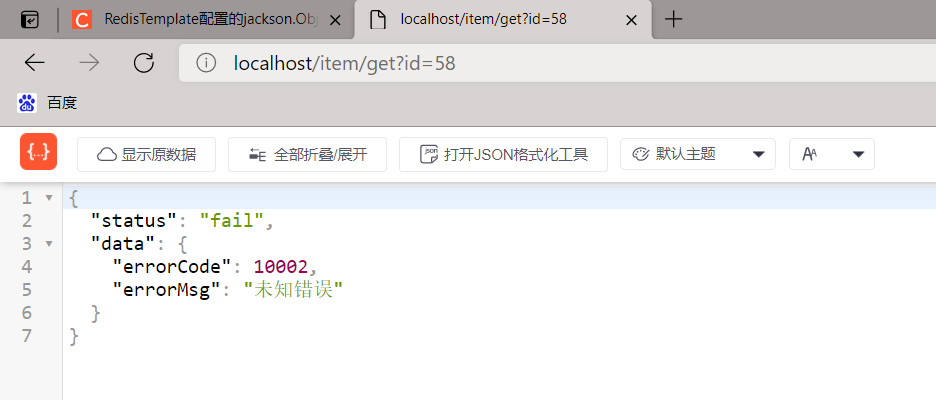 RedisTemplate配置的jackson.Obj
localhost/item/get?id=58
localhost/item/get?id=58
百度
显示原数据 全部折叠/展开 打开JSON格式化工具 默认主题
1 {
2 "status": "fail",
3 "data": {
4 "errorCode": 10002,
5 "errorMsg": "未知错误"
6 }
7 }